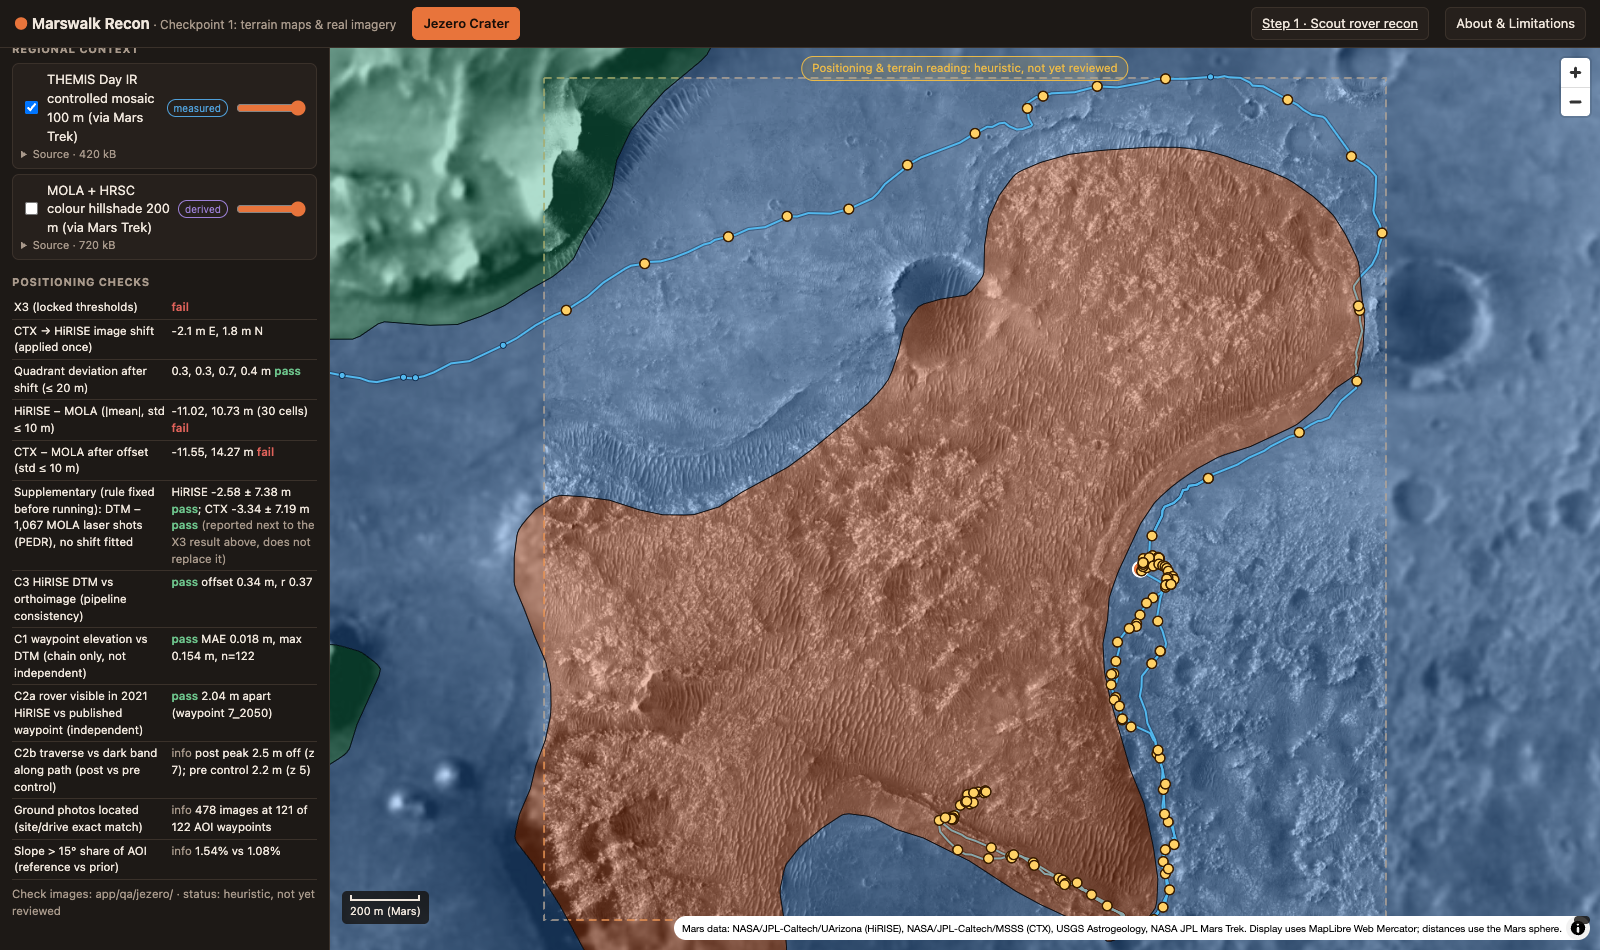 Marswalk Recon · Checkpoint 1: terrain maps & real imagery
Jezero Crater
Step 1 · Scout rover recon
About & Limitations
REGIONAL CONTEXT
THEMIS Day IR
controlled mosaic
100 m (via Mars
Trek)
measured
Source · 420 kB
MOLA + HRSC
colour hillshade 200
m (via Mars Trek)
derived
Source · 720 kB
POSITIONING CHECKS
X3 (locked thresholds) fail
CTX → HiRISE image shift -2.1 m E, 1.8 m N
(applied once)
Quadrant deviation after 0.3, 0.3, 0.7, 0.4 m pass
shift (≤ 20 m)
HiRISE − MOLA (|mean|, std -11.02, 10.73 m (30 cells)
≤ 10 m) fail
CTX − MOLA after offset -11.55, 14.27 m fail
(std ≤ 10 m)
Supplementary (rule fixed HiRISE -2.58 ± 7.38 m
before running): DTM − pass; CTX -3.34 ± 7.19 m
1,067 MOLA laser shots pass (reported next to the
(PEDR), no shift fitted X3 result above, does not
replace it)
C3 HiRISE DTM vs pass offset 0.34 m, r 0.37
orthoimage (pipeline
consistency)
C1 waypoint elevation vs pass MAE 0.018 m, max
DTM (chain only, not 0.154 m, n=122
independent)
C2a rover visible in 2021 pass 2.04 m apart
HiRISE vs published (waypoint 7_2050)
waypoint (independent)
C2b traverse vs dark band info post peak 2.5 m off (z
along path (post vs pre 7); pre control 2.2 m (z 5)
control)
Ground photos located info 478 images at 121 of
(site/drive exact match) 122 AOI waypoints
Slope > 15° share of AOI info 1.54% vs 1.08%
(reference vs prior)
Check images: app/qa/jezero/ · status: heuristic, not yet
reviewed
Positioning & terrain reading: heuristic, not yet reviewed
200 m (Mars)
Mars data: NASA/JPL-Caltech/UArizona (HiRISE), NASA/JPL-Caltech/MSSS (CTX), USGS Astrogeology, NASA JPL Mars Trek. Display uses MapLibre Web Mercator; distances use the Mars sphere.